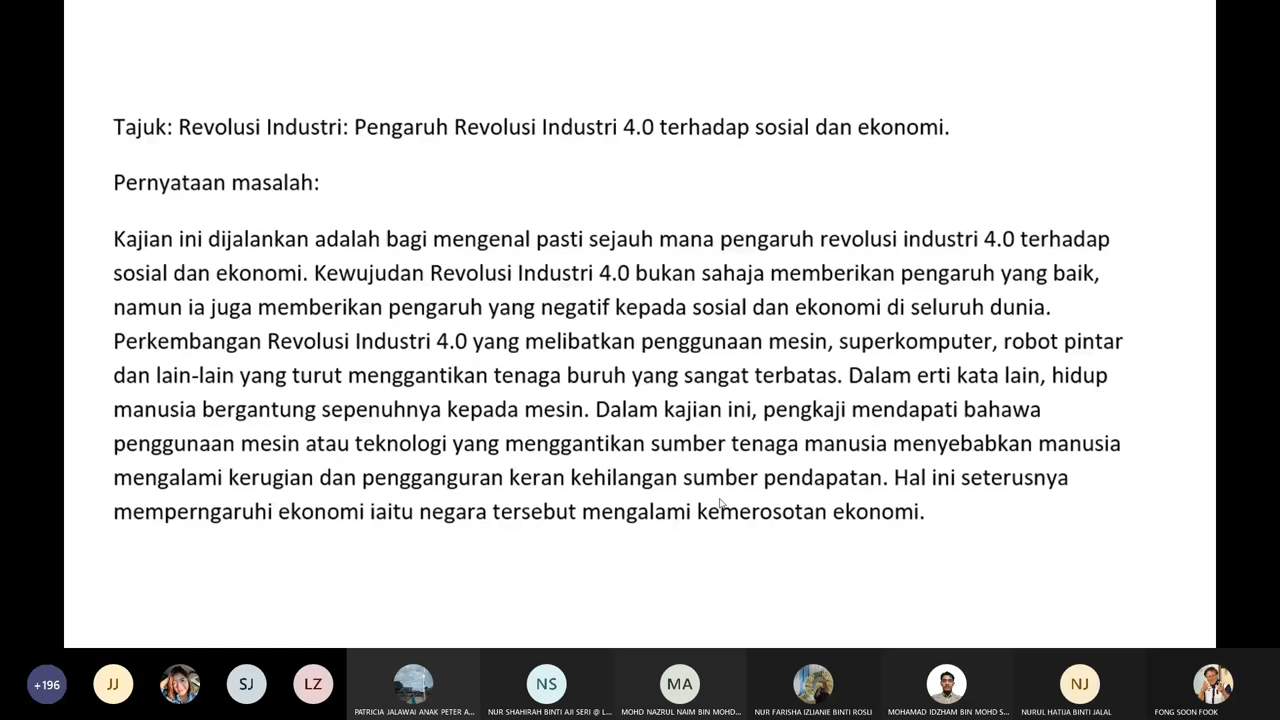 Tajuk: Revolusi Industri: Pengaruh Revolusi Industri 4.0 terhadap sosial dan ekonomi.
Pernyataan masalah:
Kajian ini dijalankan adalah bagi mengenal pasti sejauh mana pengaruh revolusi industri 4.0 terhadap
sosial dan ekonomi. Kewujudan Revolusi Industri 4.0 bukan sahaja memberikan pengaruh yang baik,
namun ia juga memberikan pengaruh yang negatif kepada sosial dan ekonomi di seluruh dunia.
Perkembangan Revolusi Industri 4.0 yang melibatkan penggunaan mesin, superkomputer, robot pintar
dan lain-lain yang turut menggantikan tenaga buruh yang sangat terbatas. Dalam erti kata lain, hidup
manusia bergantung sepenuhnya kepada mesin. Dalam kajian ini, pengkaji mendapati bahawa
penggunaan mesin atau teknologi yang menggantikan sumber tenaga manusia menyebabkan manusia
mengalami kerugian dan pengganguran keran kehilangan sumber pendapatan. Hal ini seterusnya
memperngaruhi ekonomi iaitu negara tersebut mengalami kemerosotan ekonomi.
+196 JJ SJ LZ NS MA NJ
PATRICIA JALAWAI ANAK PETER A... NUR SHAHIRAH BINTI AJI SERI @ L... MOHD NAZRUL NAIM BIN MOHD... NUR FARISHA IZLIANIE BINTI ROSLI MOHAMAD IDZHAM BIN MOHD S... NURUL HATIJA BINTI JALAL FONG SOON FOOK